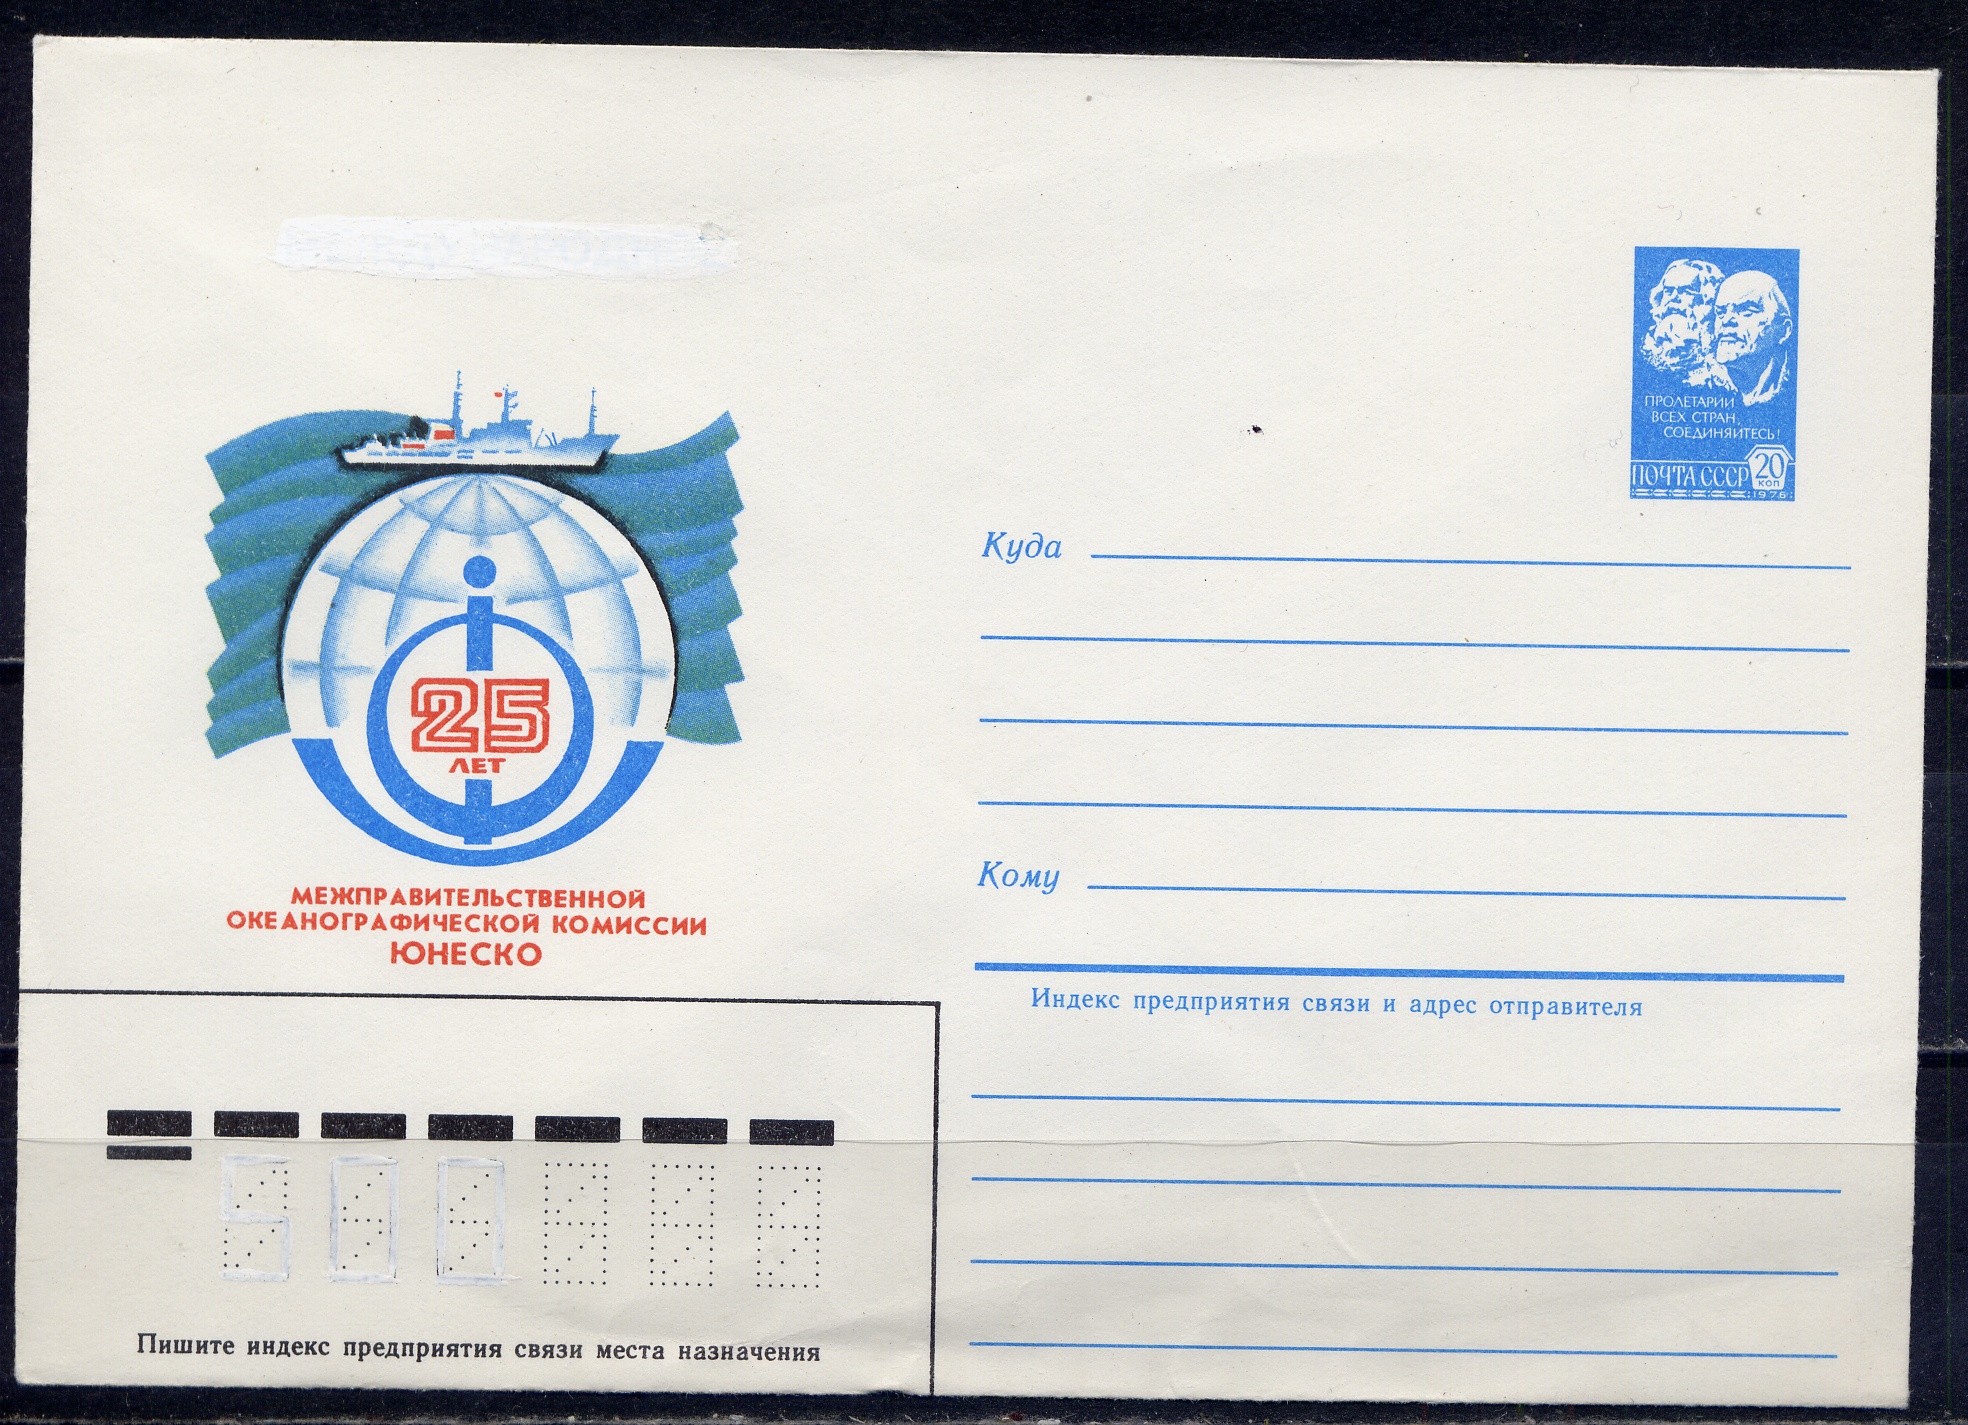 ПРОЛЕТАРИИ
ВСЕХ СТРАН,
СОЕДИНЯЙТЕСЬ!
ПОЧТА СССР 20
КОП
1976
25
ЛЕТ
МЕЖПРАВИТЕЛЬСТВЕННОЙ
ОКЕАНОГРАФИЧЕСКОЙ КОМИССИИ
ЮНЕСКО
Куда
Кому
Индекс предприятия связи и адрес отправителя
Пишите индекс предприятия связи места назначения